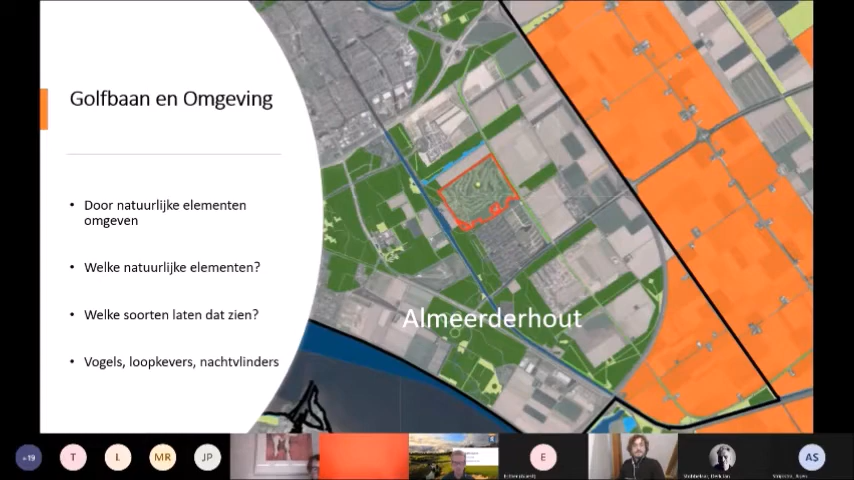 Golfbaan en Omgeving
• Door natuurlijke elementen
omgeven
• Welke natuurlijke elementen?
• Welke soorten laten dat zien?
• Vogels, loopkevers, nachtvlinders
Almeerderhout
+19
T
L
MR
JP
E
AS